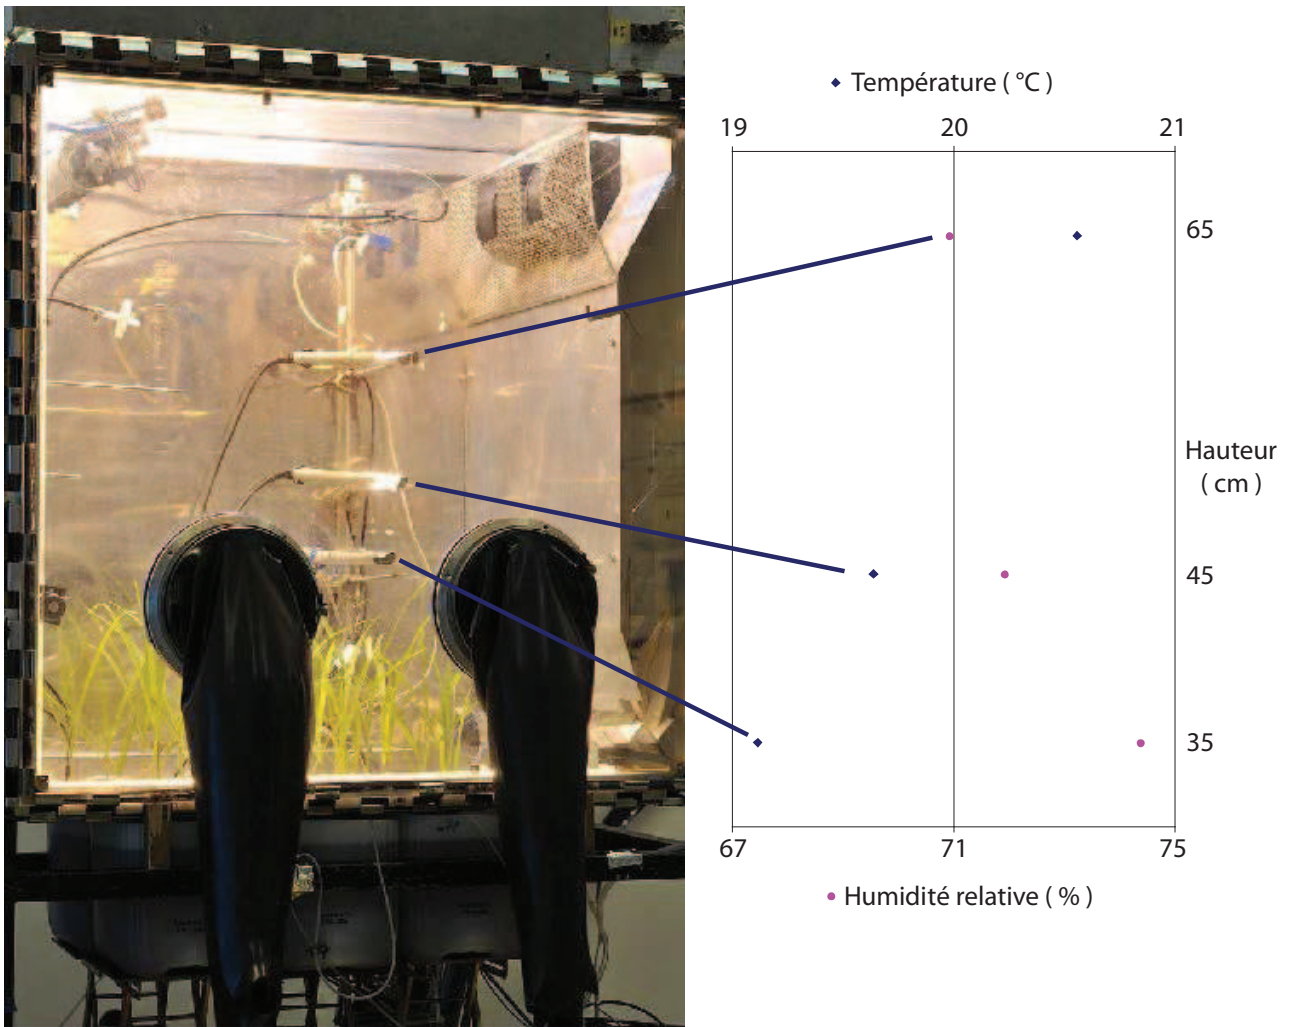 Température ( °C )
19 20 21
65
Hauteur
( cm )
45
35
67 71 75
Humidité relative ( % )